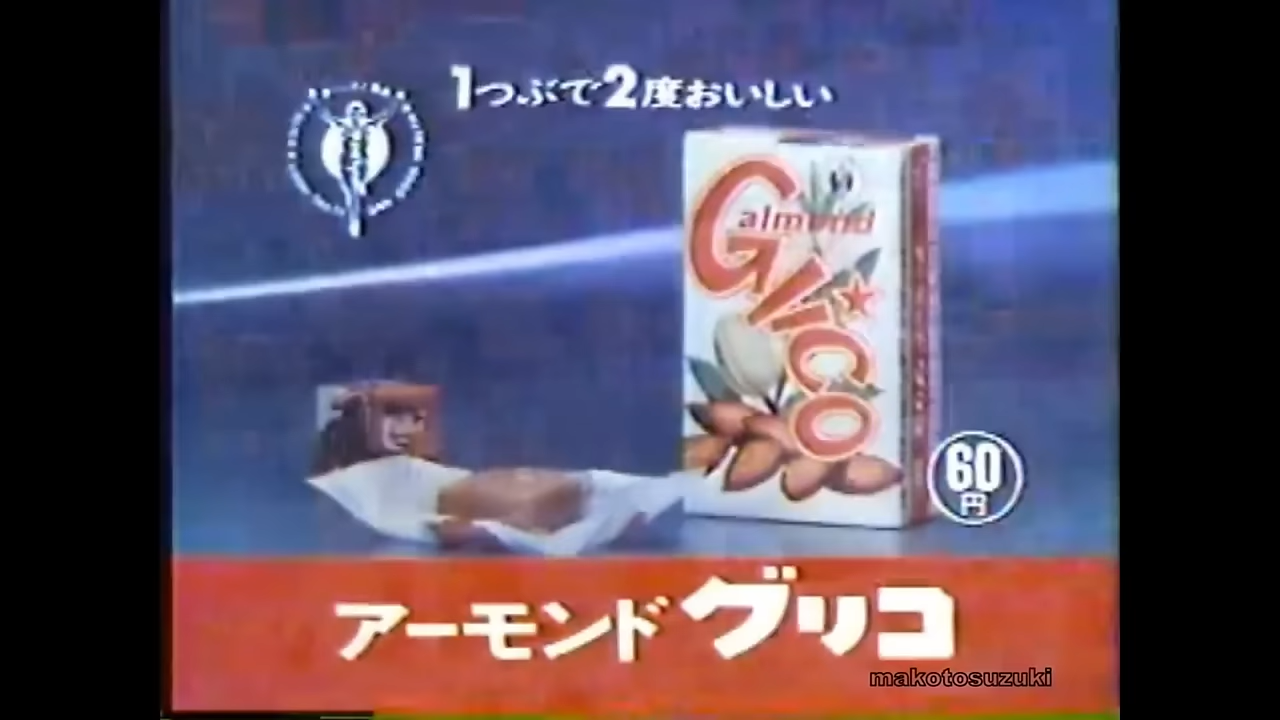 1つぶで2度おいしい
almond
Glico
60
円
アーモンドグリコ
makotosuzuki